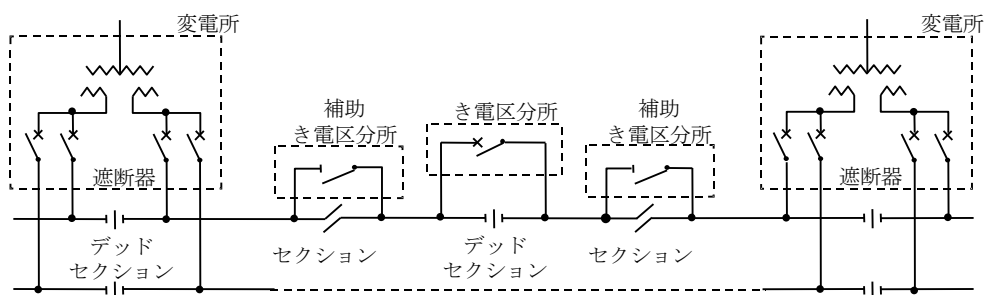 変電所
変電所
補助
き電区分所
き電区分所
補助
き電区分所
遮断器
遮断器
デッド
セクション
セクション
デッド
セクション
セクション